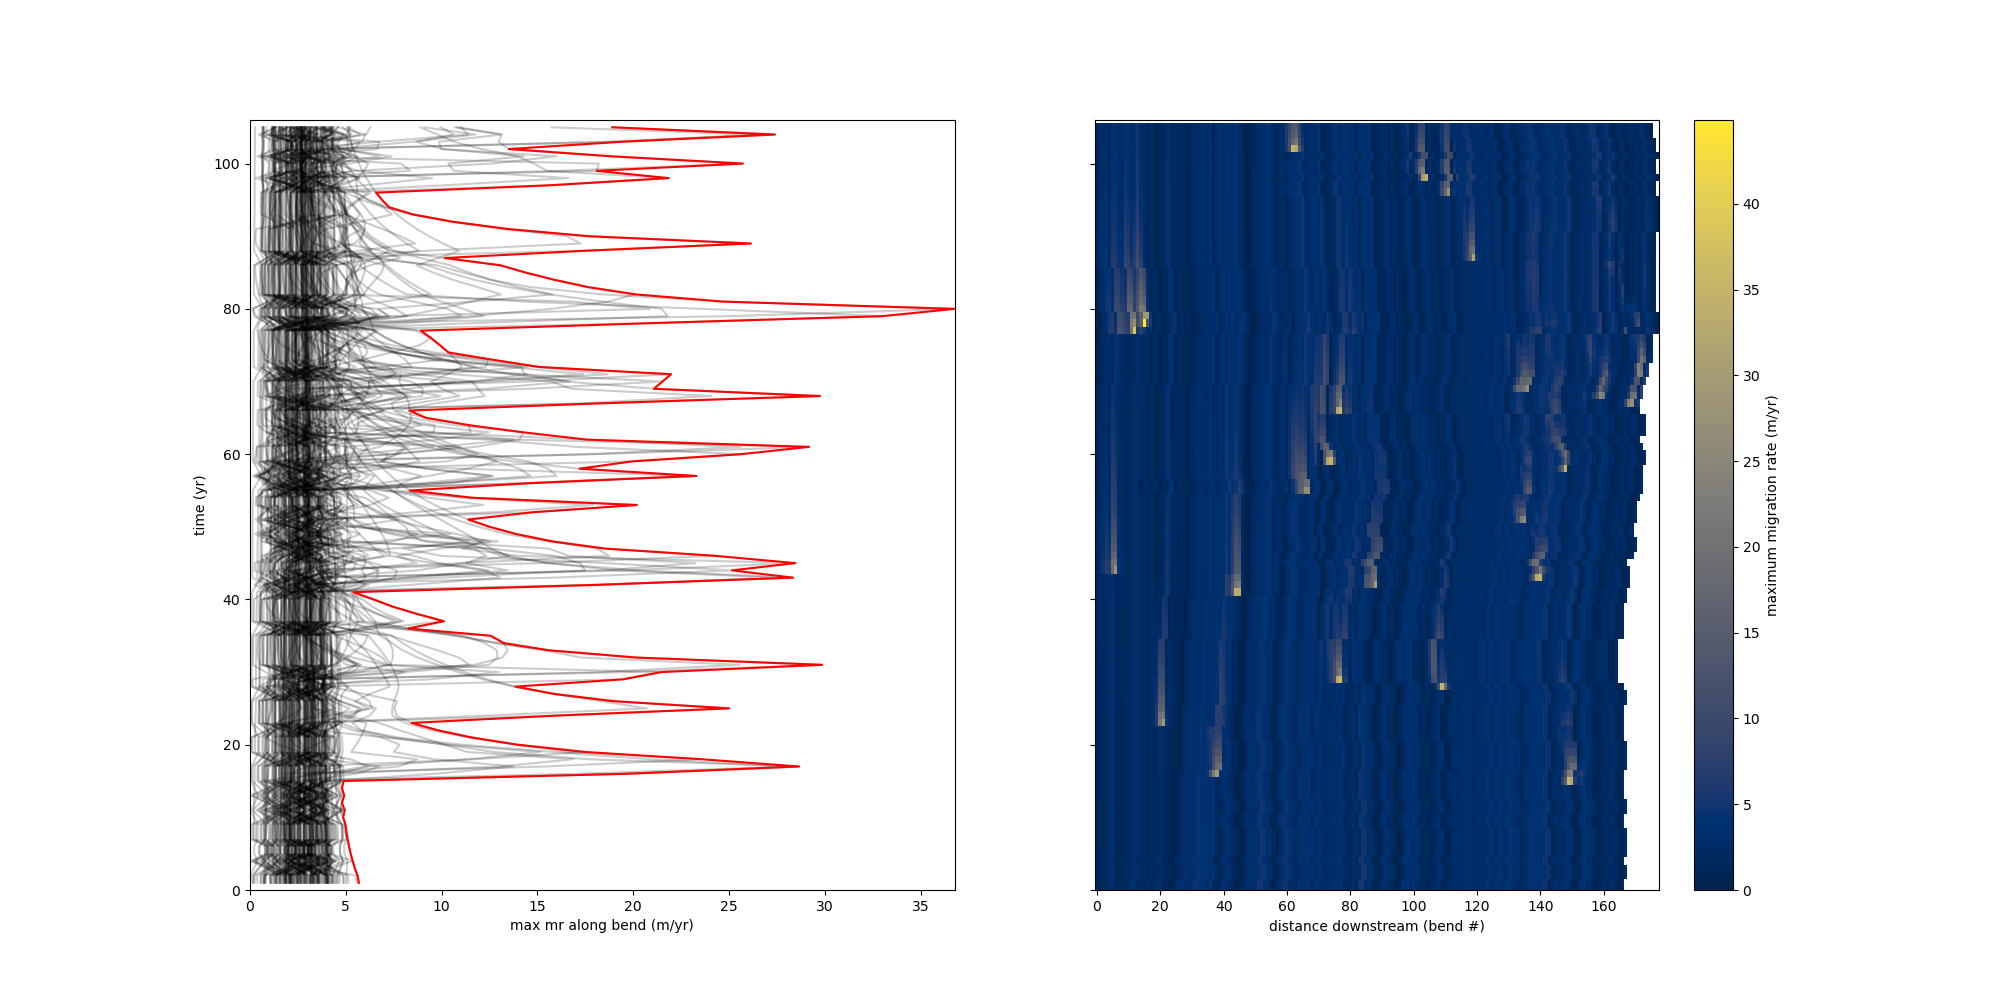 time (yr)
100
80
60
40
20
0
0 5 10 15 20 25 30 35
max mr along bend (m/yr)
0 20 40 60 80 100 120 140 160
distance downstream (bend #)
40
35
30
25
20
15
10
5
0
maximum migration rate (m/yr)